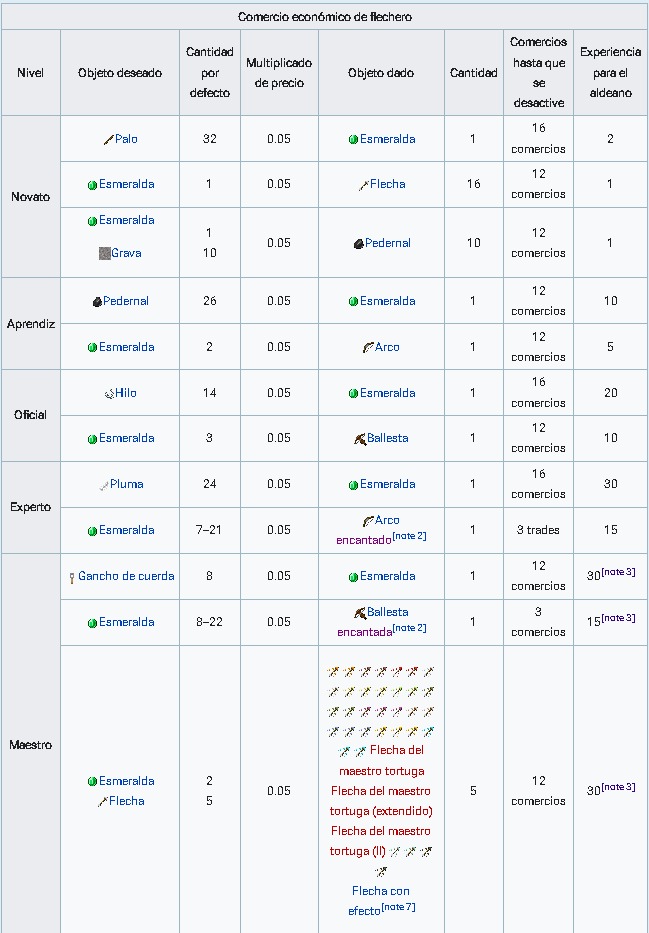 Comercio económico de flechero
Nivel
Objeto deseado
Cantidad
por
defecto
Multiplicado
de precio
Objeto dado
Cantidad
Comercios
hasta que
se
desactive
Experiencia
para el
aldeano
Novato
Palo
32
0.05
Esmeralda
1
16
comercios
2
Esmeralda
1
0.05
Flecha
16
12
comercios
1
Esmeralda
Grava
1
10
0.05
Pedernal
10
12
comercios
1
Aprendiz
Pedernal
26
0.05
Esmeralda
1
12
comercios
10
Esmeralda
2
0.05
Arco
1
12
comercios
5
Oficial
Hilo
14
0.05
Esmeralda
1
16
comercios
20
Esmeralda
3
0.05
Ballesta
1
12
comercios
10
Experto
Pluma
24
0.05
Esmeralda
1
16
comercios
30
Esmeralda
7–21
0.05
Arco
encantado[note 2]
1
3 trades
15
Maestro
Gancho de cuerda
8
0.05
Esmeralda
1
12
comercios
30[note 3]
Esmeralda
8–22
0.05
Ballesta
encantada[note 2]
1
3
comercios
15[note 3]
Esmeralda
Flecha
2
5
0.05
Flecha del
maestro tortuga
Flecha del maestro
tortuga (extendido)
Flecha del maestro
tortuga (II)
Flecha con
efecto[note 7]
5
12
comercios
30[note 3]